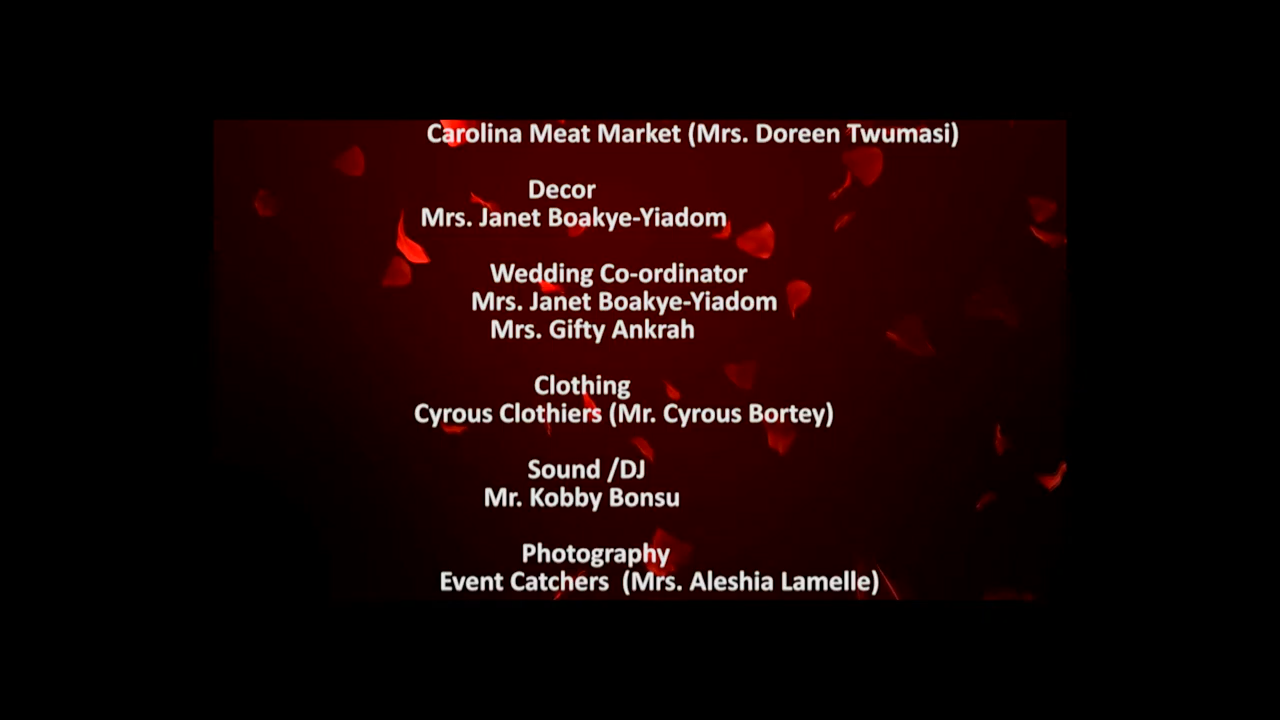 Carolina Meat Market (Mrs. Doreen Twumasi)
Decor
Mrs. Janet Boakye-Yiadom
Wedding Co-ordinator
Mrs. Janet Boakye-Yiadom
Mrs. Gifty Ankrah
Clothing
Cyrous Clothiers (Mr. Cyrous Bortey)
Sound /DJ
Mr. Kobby Bonsu
Photography
Event Catchers  (Mrs. Aleshia Lamelle)